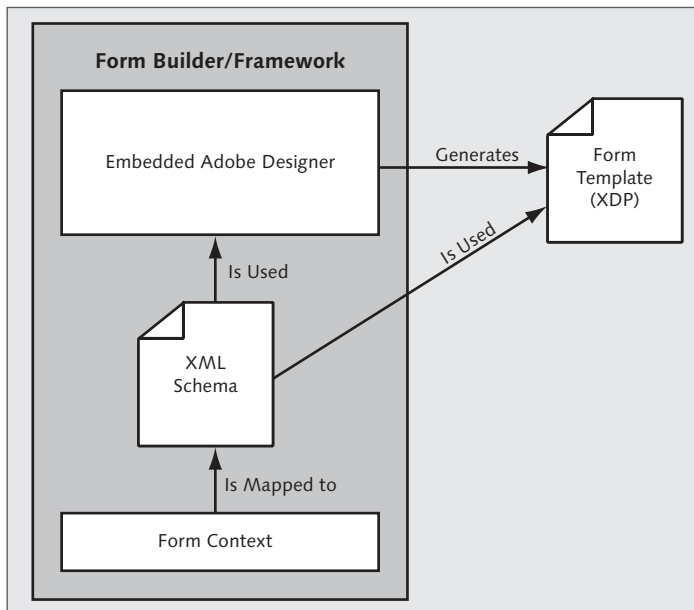 Form Builder/Framework
Embedded Adobe Designer
Generates
Form
Template
(XDP)
Is Used
Is Used
XML
Schema
Is Mapped to
Form Context